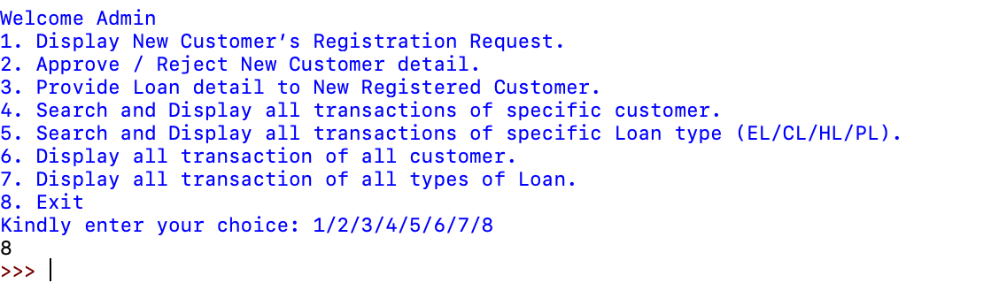 Welcome Admin
1. Display New Customer’s Registration Request.
2. Approve / Reject New Customer detail.
3. Provide Loan detail to New Registered Customer.
4. Search and Display all transactions of specific customer.
5. Search and Display all transactions of specific Loan type (EL/CL/HL/PL).
6. Display all transaction of all customer.
7. Display all transaction of all types of Loan.
8. Exit
Kindly enter your choice: 1/2/3/4/5/6/7/8
8
>>>